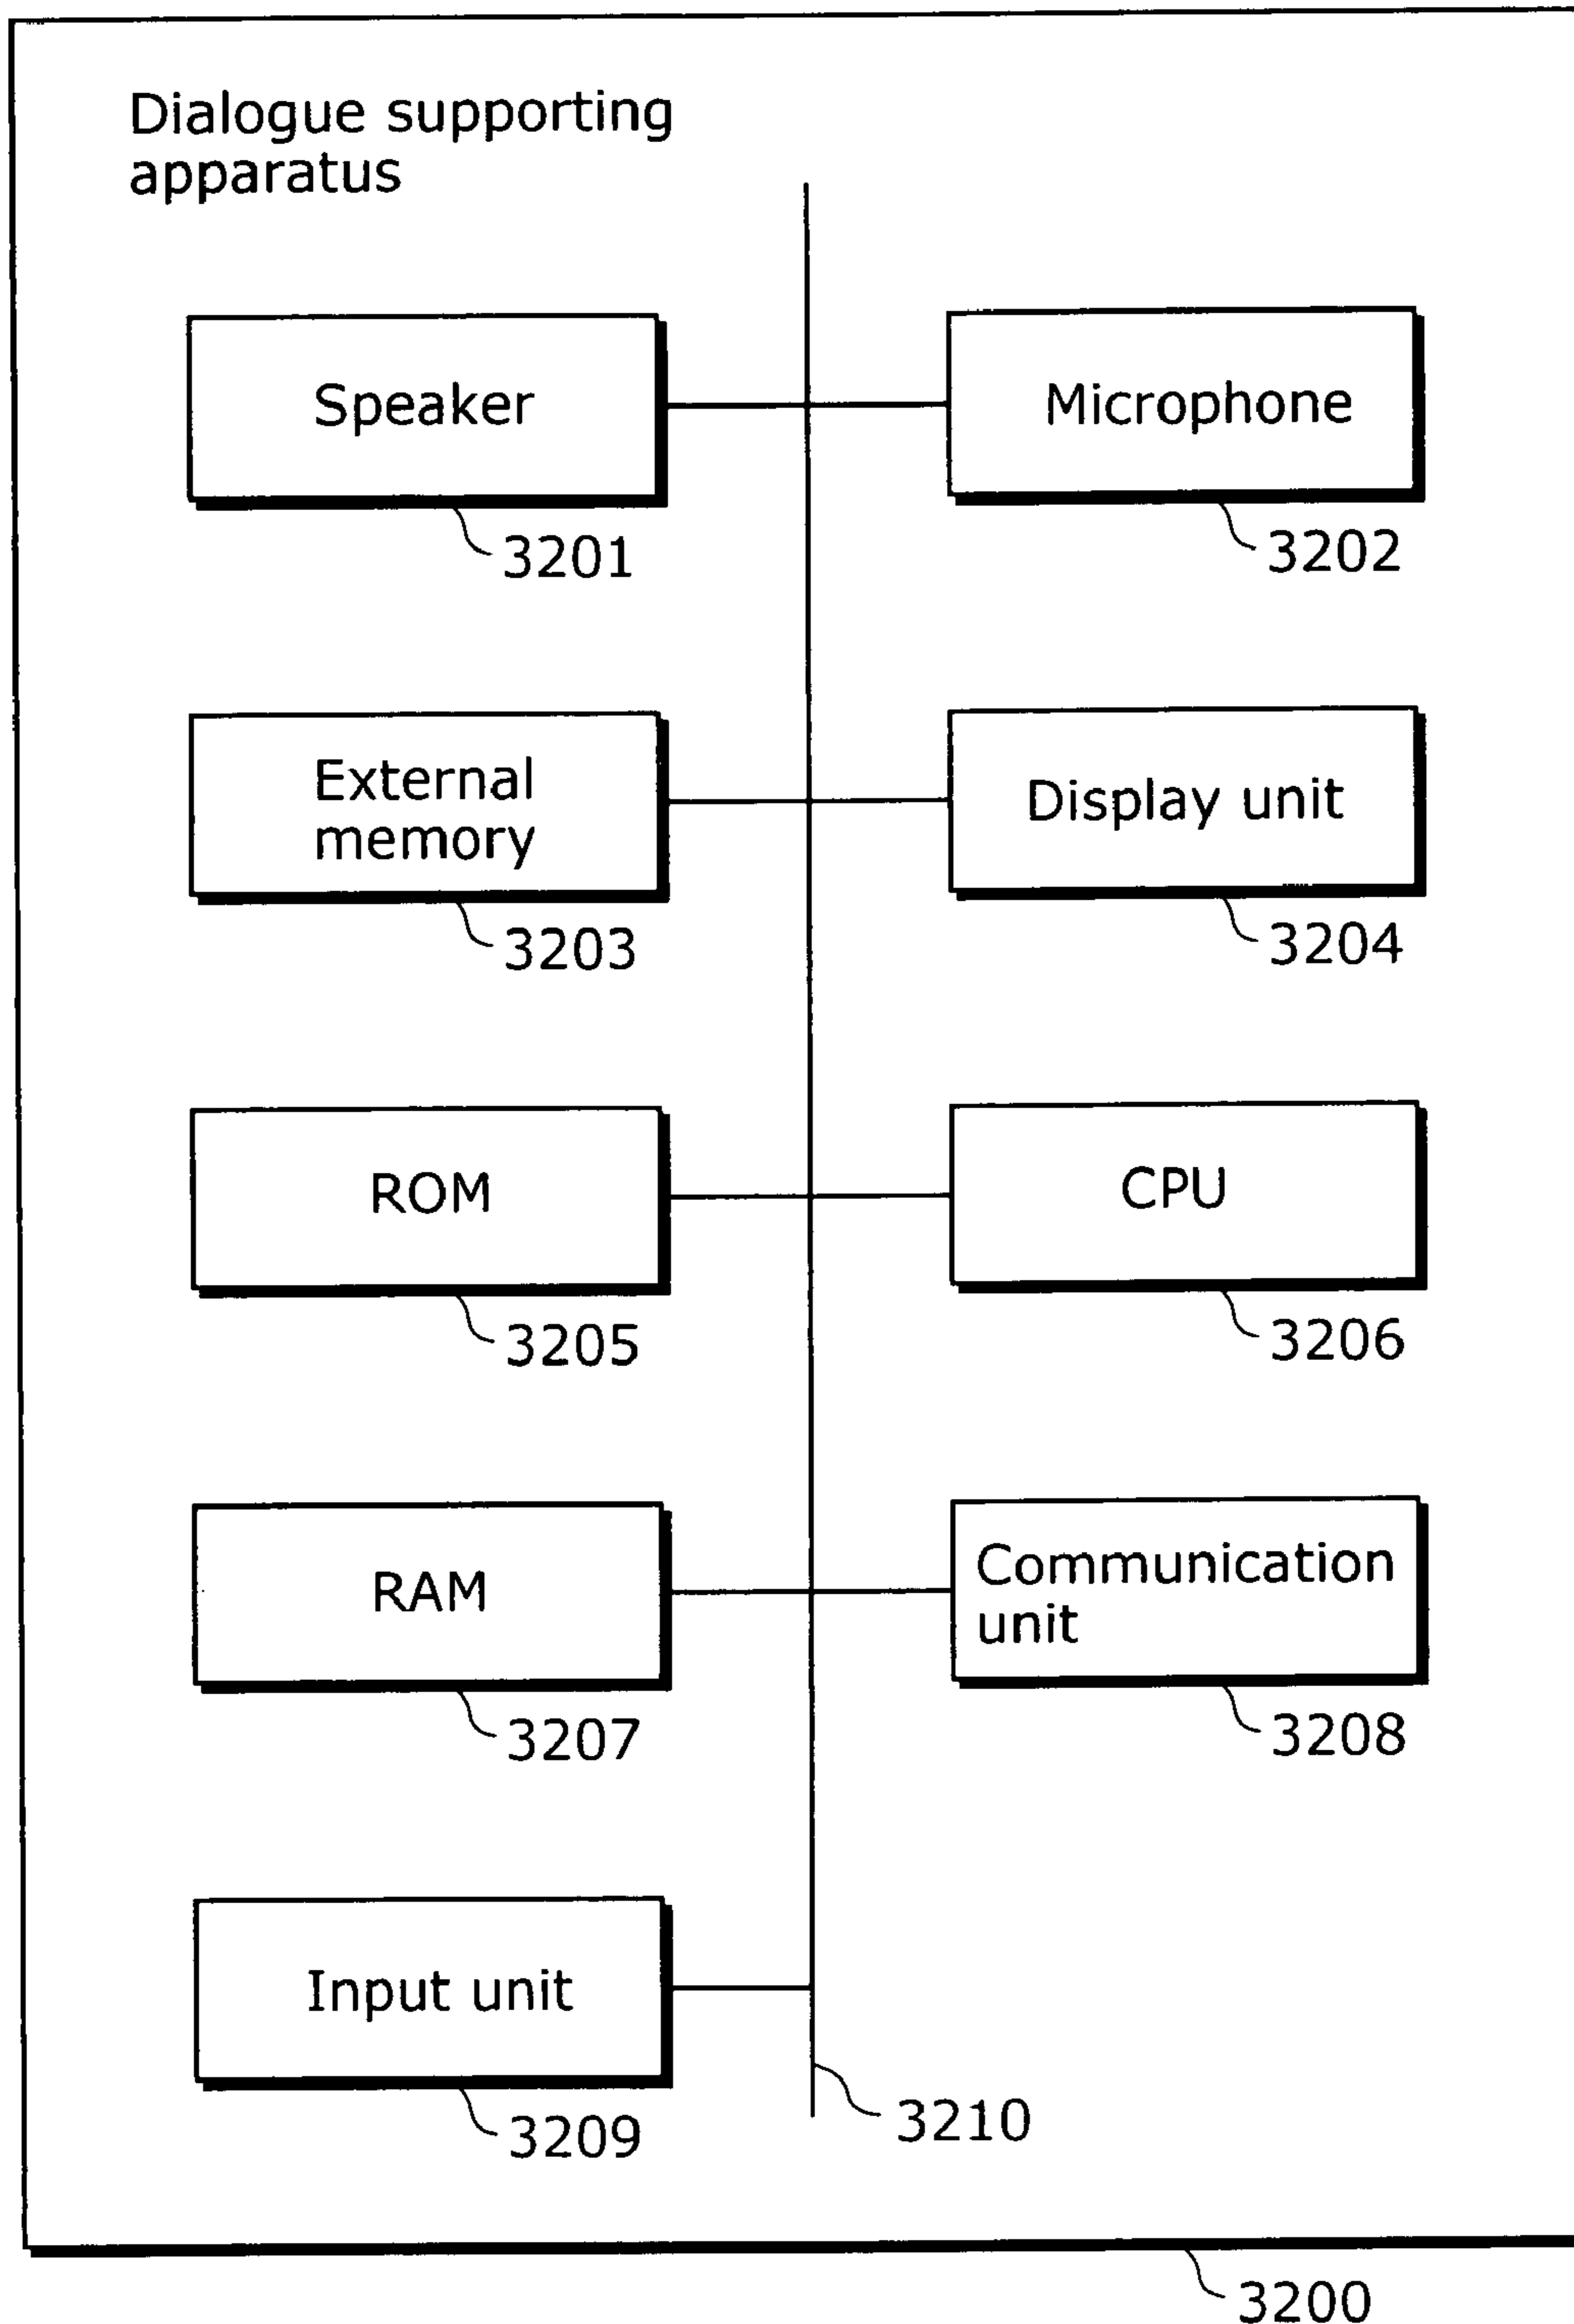 Dialogue supporting
apparatus
Speaker
3201
Microphone
3202
External
memory
3203
Display unit
3204
ROM
3205
CPU
3206
RAM
3207
Communication
unit
3208
Input unit
3209
3210
3200